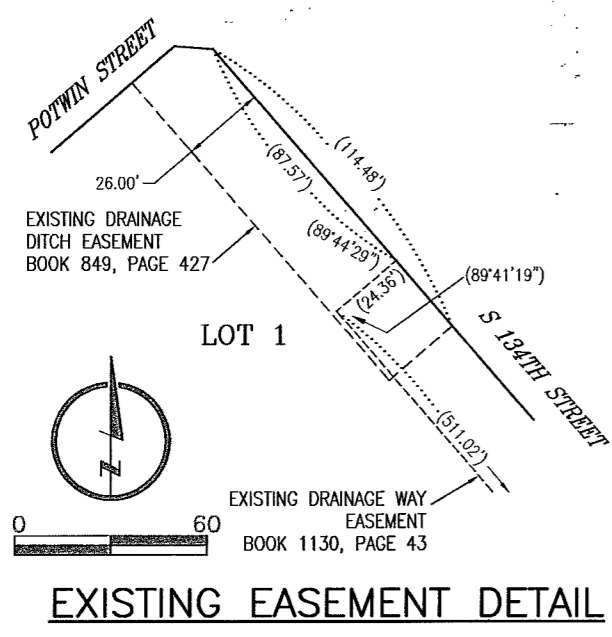 POTWIN STREET
(114.48')
(87.57')
26.00'
EXISTING DRAINAGE
DITCH EASEMENT
BOOK 849, PAGE 427
(89°44'29")
(24.36')
(89°41'19")
LOT 1
S 134TH STREET
(511.02')
N
EXISTING DRAINAGE WAY
EASEMENT
BOOK 1130, PAGE 43
0 60
EXISTING EASEMENT DETAIL